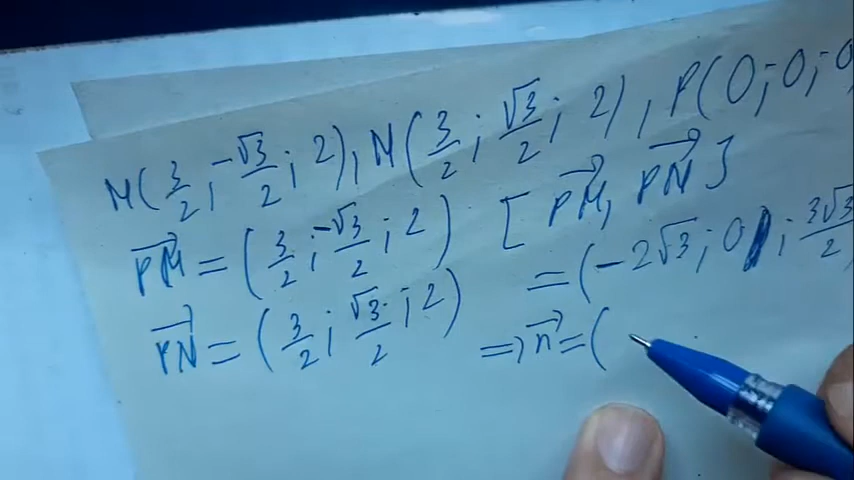 M(3/2; -√3/2; 2), N(3/2; √3/2; 2), P(0; -0; -0
PM→ = (3/2; -√3/2; 2) [PM→, PN→]
= (-2√3; 0; 3√3/2
PN→ = (3/2; √3/2; 2)
=> n→ = (